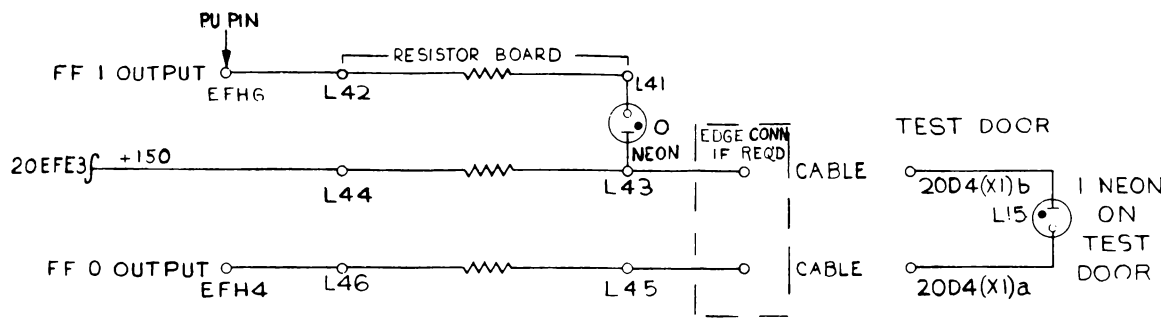 PU PIN
RESISTOR BOARD
FF 1 OUTPUT
EFH6
L42
L41
O
NEON
EDGE CONN
IF REQ'D
TEST DOOR
20EFE3
+150
L44
L43
CABLE
20D4(X1)b
L15
1 NEON
ON
TEST
DOOR
FF 0 OUTPUT
EFH4
L46
L45
CABLE
20D4(X1)a